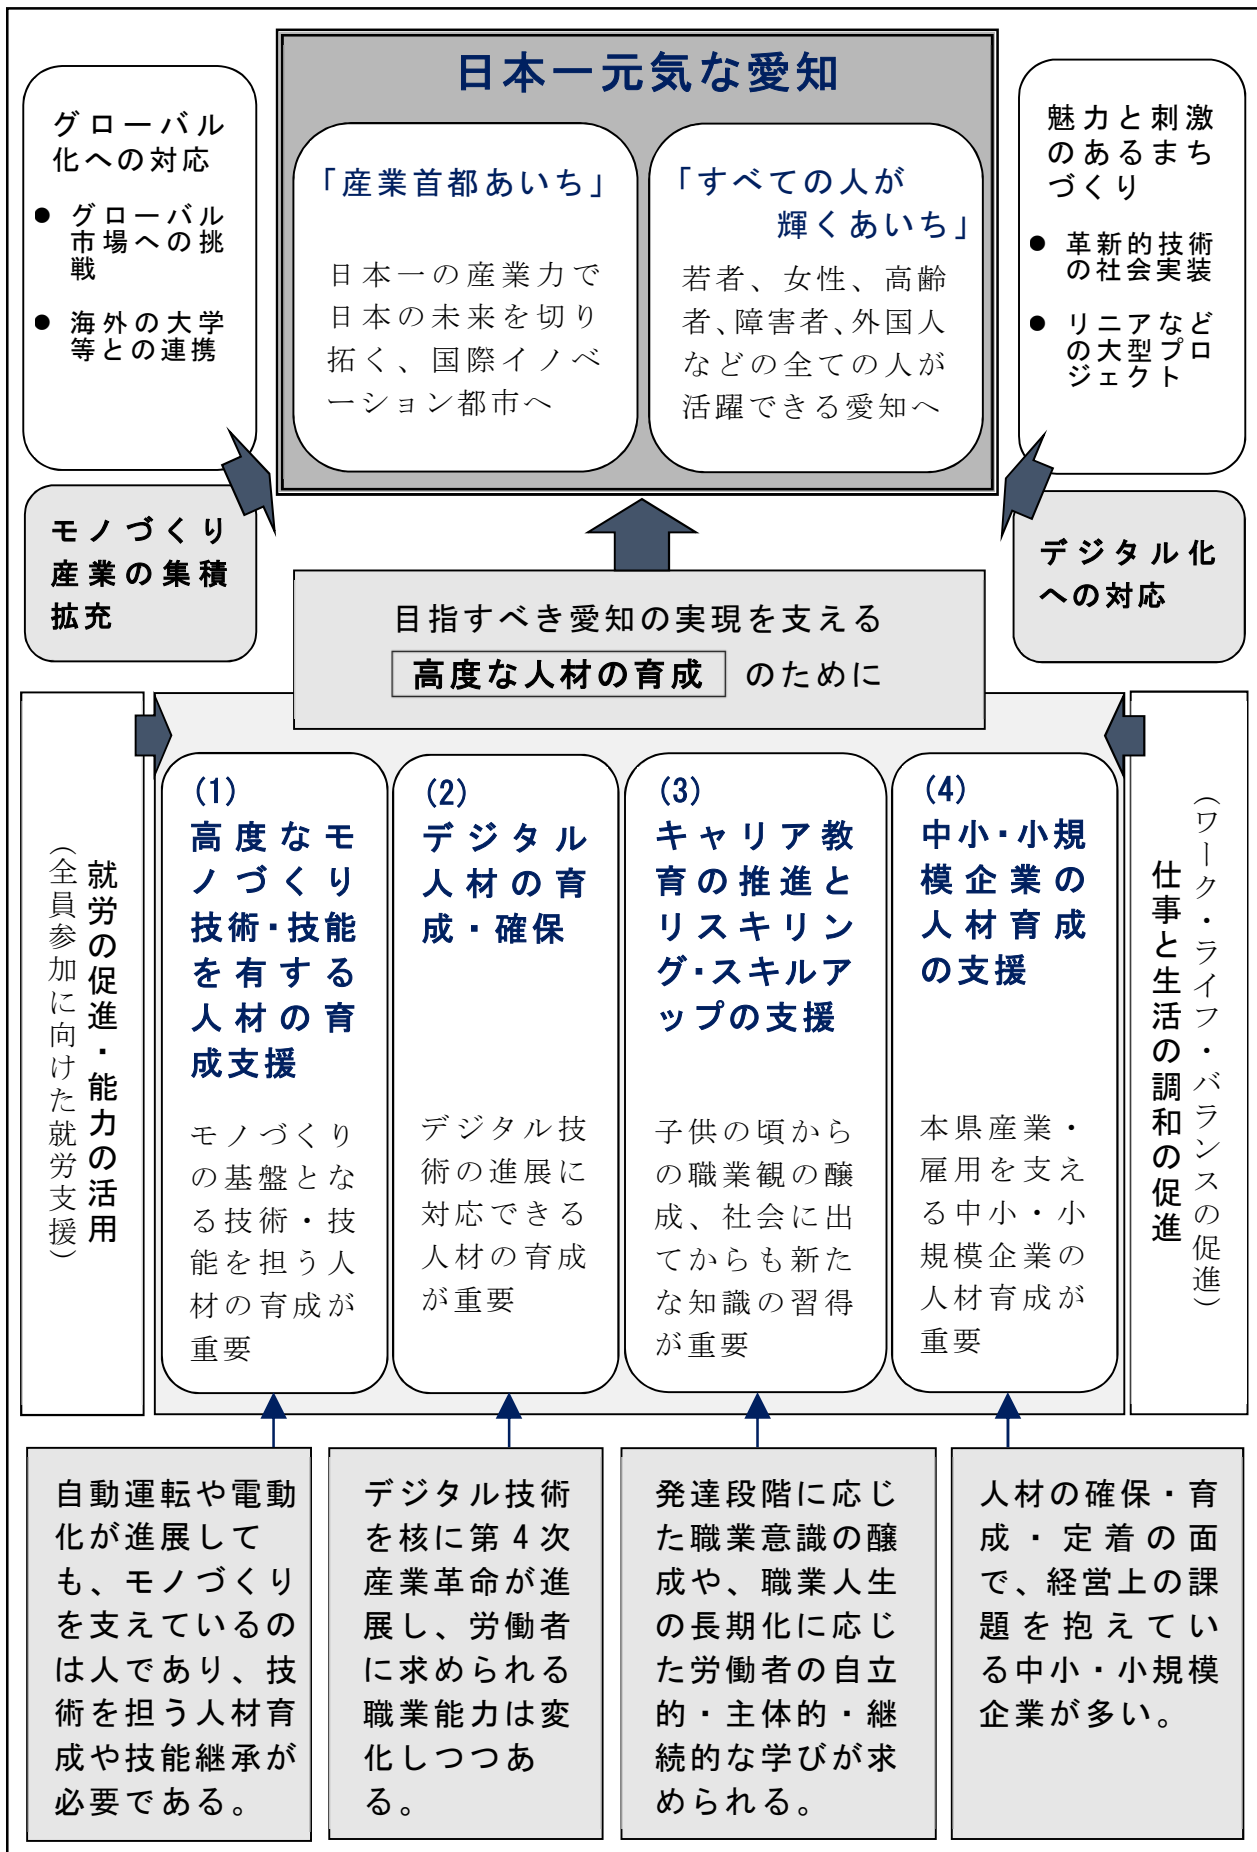 日本一元気な愛知
グローバル
化への対応
● グローバル
市場への挑
戦
● 海外の大学
等との連携
「産業首都あいち」
日本一の産業力で
日本の未来を切り
拓く、国際イノベ
ーション都市へ
「すべての人が
輝くあいち」
若者、女性、高齢
者、障害者、外国人
などの全ての人が
活躍できる愛知へ
魅力と刺激
のあるまち
づくり
● 革新的技術
の社会実装
● リニアなど
の大型プロ
ジェクト
モノづくり
産業の集積
拡充
デジタル化
への対応
目指すべき愛知の実現を支える
高度な人材の育成 のために
就労の促進・能力の活用
（全員参加に向けた就労支援）
(1)
高度なモ
ノづくり
技術・技能
を有する
人材の育
成支援
モノづくり
の基盤とな
る技術・技
能を担う人
材の育成が
重要
(2)
デジタル
人材の育
成・確保
デジタル技
術の進展に
対応できる
人材の育成
が重要
(3)
キャリア教
育の推進と
リスキリン
グ・スキルア
ップの支援
子供の頃から
の職業観の醸
成、社会に出
てからも新た
な知識の習得
が重要
(4)
中小・小規
模企業の
人材育成
の支援
本県産業・
雇用を支え
る中小・小
規模企業の
人材育成が
重要
（ワーク・ライフ・バランスの促進）
仕事と生活の調和の促進
自動運転や電動
化が進展して
も、モノづくり
を支えているの
は人であり、技
術を担う人材育
成や技能継承が
必要である。
デジタル技術
を核に第４次
産業革命が進
展し、労働者
に求められる
職業能力は変
化しつつあ
る。
発達段階に応じ
た職業意識の醸
成や、職業人生
の長期化に応じ
た労働者の自立
的・主体的・継
続的な学びが求
められる。
人材の確保・育
成・定着の面
で、経営上の課
題を抱えてい
る中小・小規模
企業が多い。